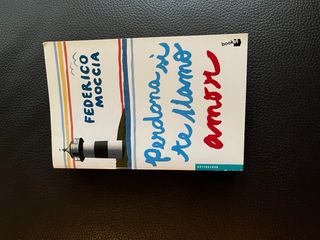 FEDERICO
MOCCIA
perdona si
te llamo
amor
booket